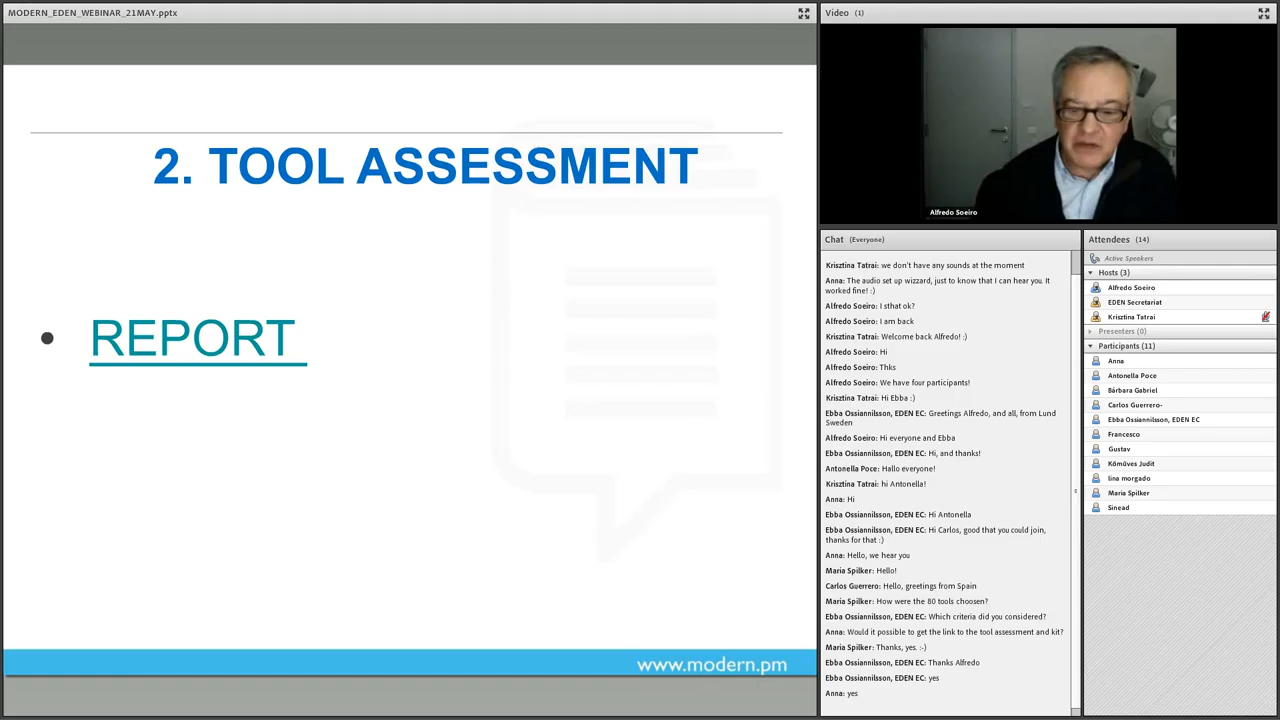 MODERN_EDEN_WEBINAR_21MAY.pptx
2. TOOL ASSESSMENT
• REPORT
www.modern.pm
Video (1)
Alfredo Soeiro
Chat (Everyone)
Krisztina Tatrai: we don't have any sounds at the moment
Anna: The audio set up wizzard, just to know that I can hear you. It
worked fine! :)
Alfredo Soeiro: I sthat ok?
Alfredo Soeiro: I am back
Krisztina Tatrai: Welcome back Alfredo! :)
Alfredo Soeiro: Hi
Alfredo Soeiro: Thks
Alfredo Soeiro: We have four participants!
Krisztina Tatrai: Hi Ebba :)
Ebba Ossiannilsson, EDEN EC: Greetings Alfredo, and all, from Lund
Sweden
Alfredo Soeiro: Hi everyone and Ebba
Ebba Ossiannilsson, EDEN EC: Hi, and thanks!
Antonella Poce: Hallo everyone!
Krisztina Tatrai: hi Antonella!
Anna: Hi
Ebba Ossiannilsson, EDEN EC: Hi Antonella
Ebba Ossiannilsson, EDEN EC: Hi Carlos, good that you could join,
thanks for that :)
Anna: Hello, we hear you
Maria Spilker: Hello!
Carlos Guerrero: Hello, greetings from Spain
Maria Spilker: How were the 80 tools choosen?
Ebba Ossiannilsson, EDEN EC: Which criteria did you considered?
Anna: Would it possible to get the link to the tool assessment and kit?
Maria Spilker: Thanks, yes. :-)
Ebba Ossiannilsson, EDEN EC: Thanks Alfredo
Ebba Ossiannilsson, EDEN EC: yes
Anna: yes
Attendees (14)
Active Speakers
Hosts (3)
Alfredo Soeiro
EDEN Secretariat
Krisztina Tatrai
Presenters (0)
Participants (11)
Anna
Antonella Poce
Bárbara Gabriel
Carlos Guerrero-
Ebba Ossiannilsson, EDEN EC
Francesco
Gustav
Kőműves Judit
lina morgado
Maria Spilker
Sinead